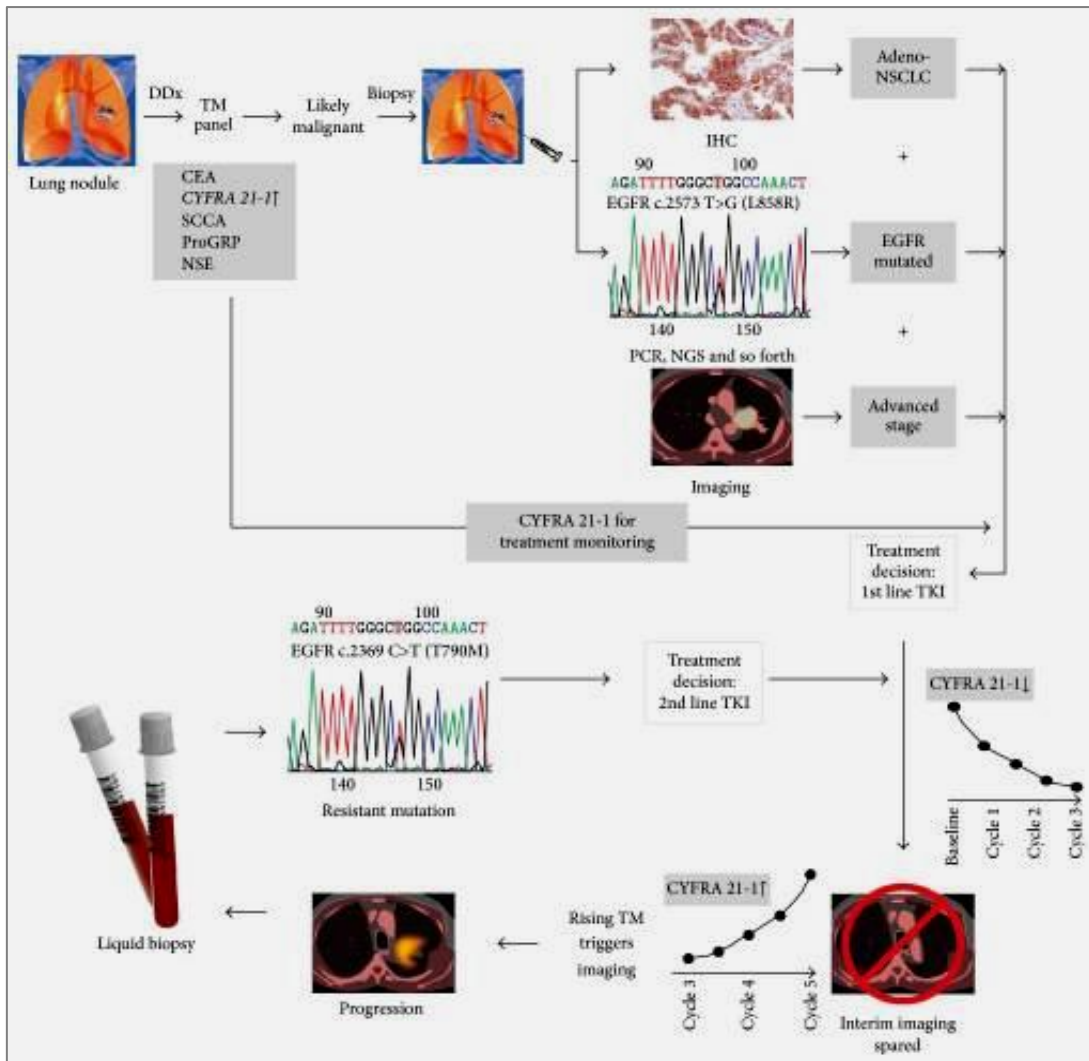 DDx
TM
panel
Likely
malignant
Biopsy
Lung nodule
CEA
CYFRA 21-1↑
SCCA
ProGRP
NSE
IHC
Adeno-
NSCLC
+
90 100
AGATTTTGGGCTGGCCAAACT
EGFR c.2573 T>G (L858R)
140 150
PCR, NGS and so forth
EGFR
mutated
+
Imaging
Advanced
stage
CYFRA 21-1 for
treatment monitoring
Treatment
decision:
1st line TKI
90 100
AGATTTTGGGCTGGCCAAACT
EGFR c.2369 C>T (T790M)
140 150
Resistant mutation
Treatment
decision:
2nd line TKI
CYFRA 21-1↓
Baseline
Cycle 1
Cycle 2
Cycle 3
Liquid biopsy
Progression
Rising TM
triggers
imaging
CYFRA 21-1↑
Cycle 3
Cycle 4
Cycle 5
Interim imaging
spared